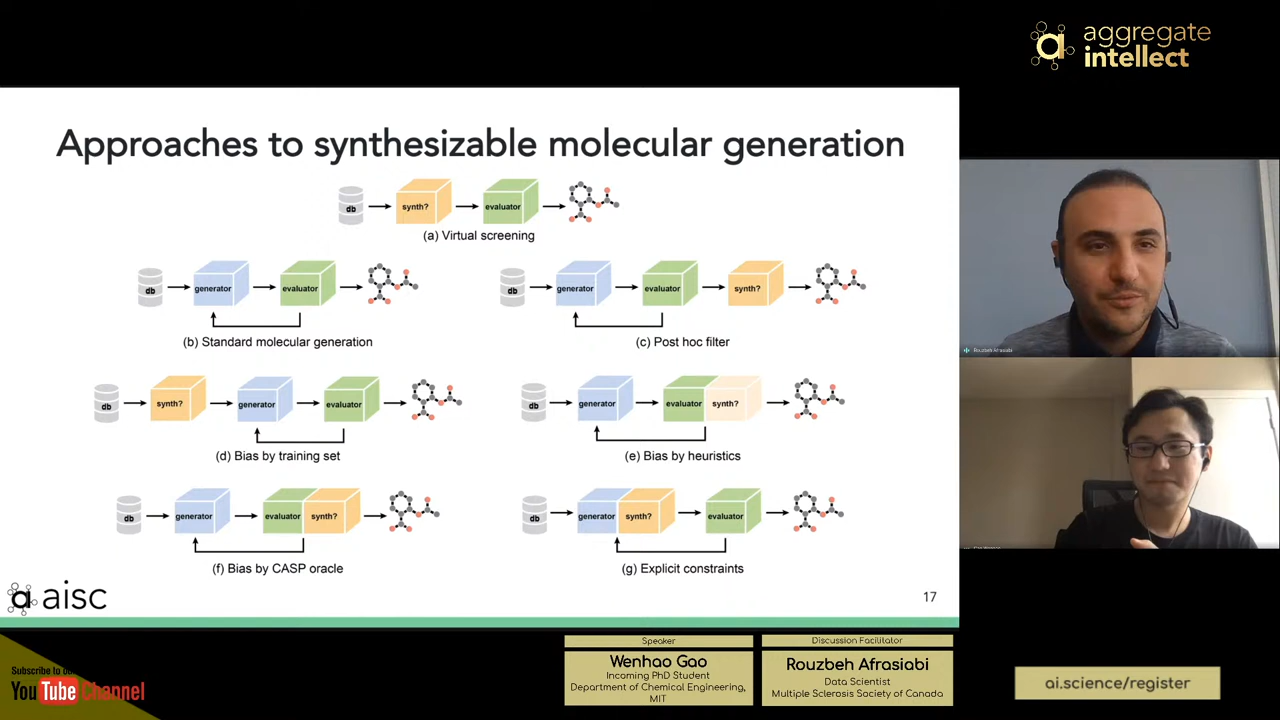 aggregate
intellect
Approaches to synthesizable molecular generation
db
synth?
evaluator
(a) Virtual screening
db
generator
evaluator
(b) Standard molecular generation
db
generator
evaluator
synth?
(c) Post hoc filter
db
synth?
generator
evaluator
(d) Bias by training set
db
generator
evaluator
synth?
(e) Bias by heuristics
db
generator
evaluator
synth?
(f) Bias by CASP oracle
db
generator
synth?
evaluator
(g) Explicit constraints
a aisc
17
Rouzbeh Afrasiabi
Subscribe to
YouTube Channel
Speaker
Wenhao Gao
Incoming PhD Student
Department of Chemical Engineering,
MIT
Discussion Facilitator
Rouzbeh Afrasiabi
Data Scientist
Multiple Sclerosis Society of Canada
ai.science/register